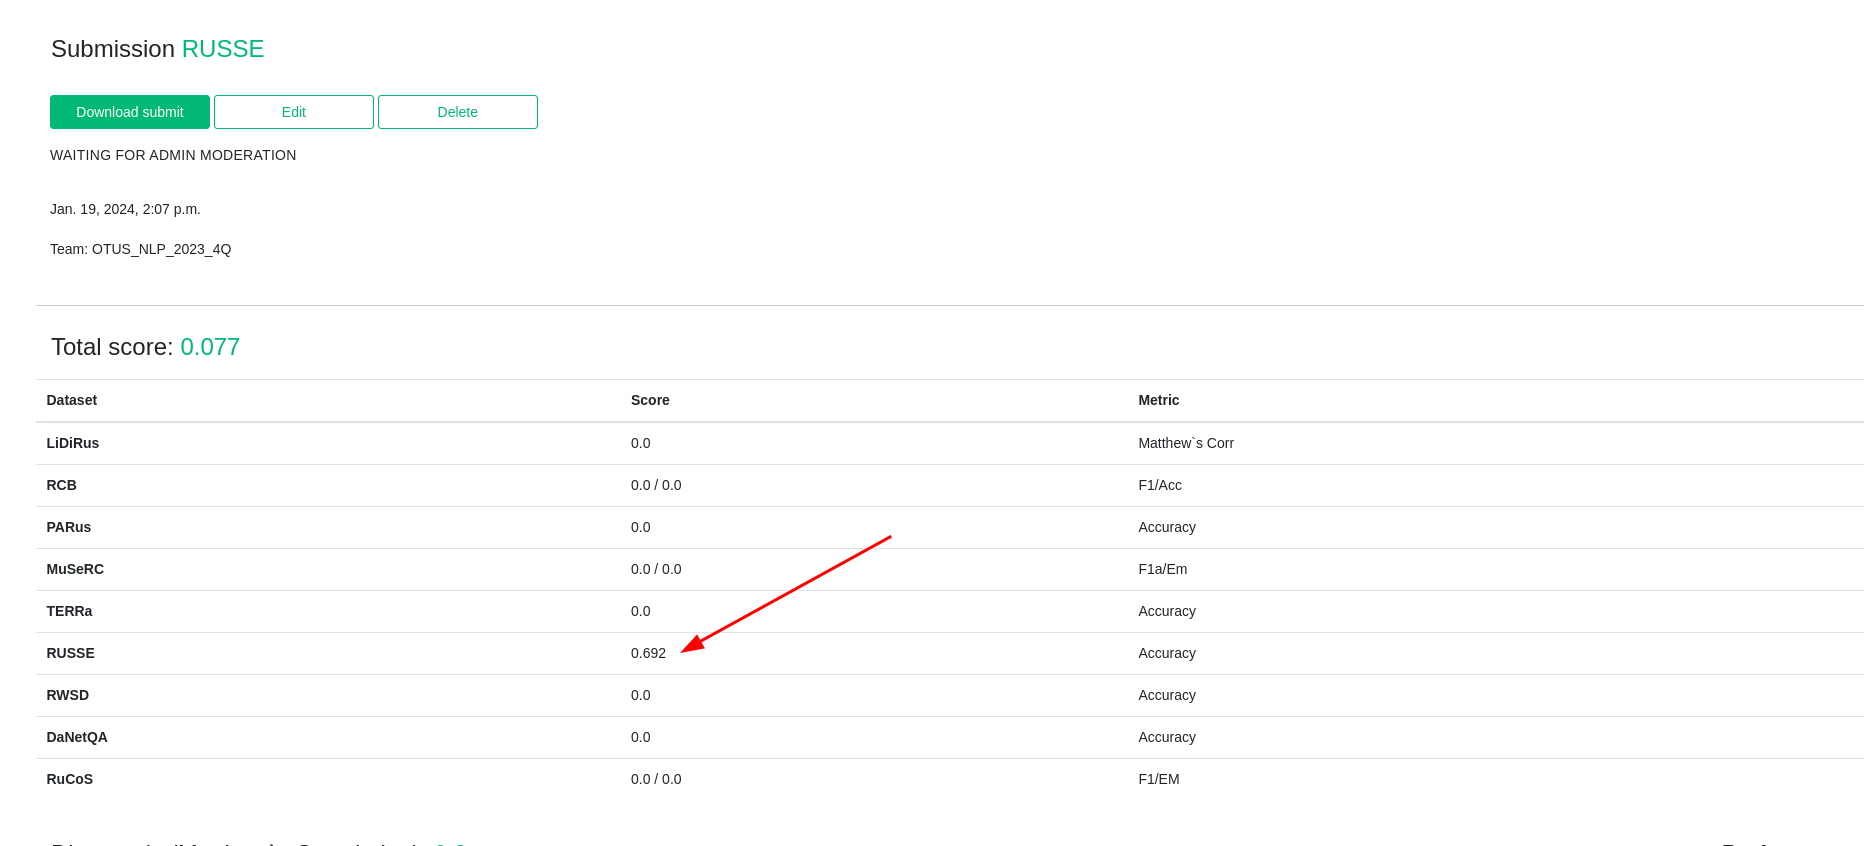 Submission RUSSE
Download submit Edit Delete
WAITING FOR ADMIN MODERATION
Jan. 19, 2024, 2:07 p.m.
Team: OTUS_NLP_2023_4Q
Total score: 0.077
Dataset Score Metric
LiDiRus 0.0 Matthew`s Corr
RCB 0.0 / 0.0 F1/Acc
PARus 0.0 Accuracy
MuSeRC 0.0 / 0.0 F1a/Em
TERRa 0.0 Accuracy
RUSSE 0.692 Accuracy
RWSD 0.0 Accuracy
DaNetQA 0.0 Accuracy
RuCoS 0.0 / 0.0 F1/EM